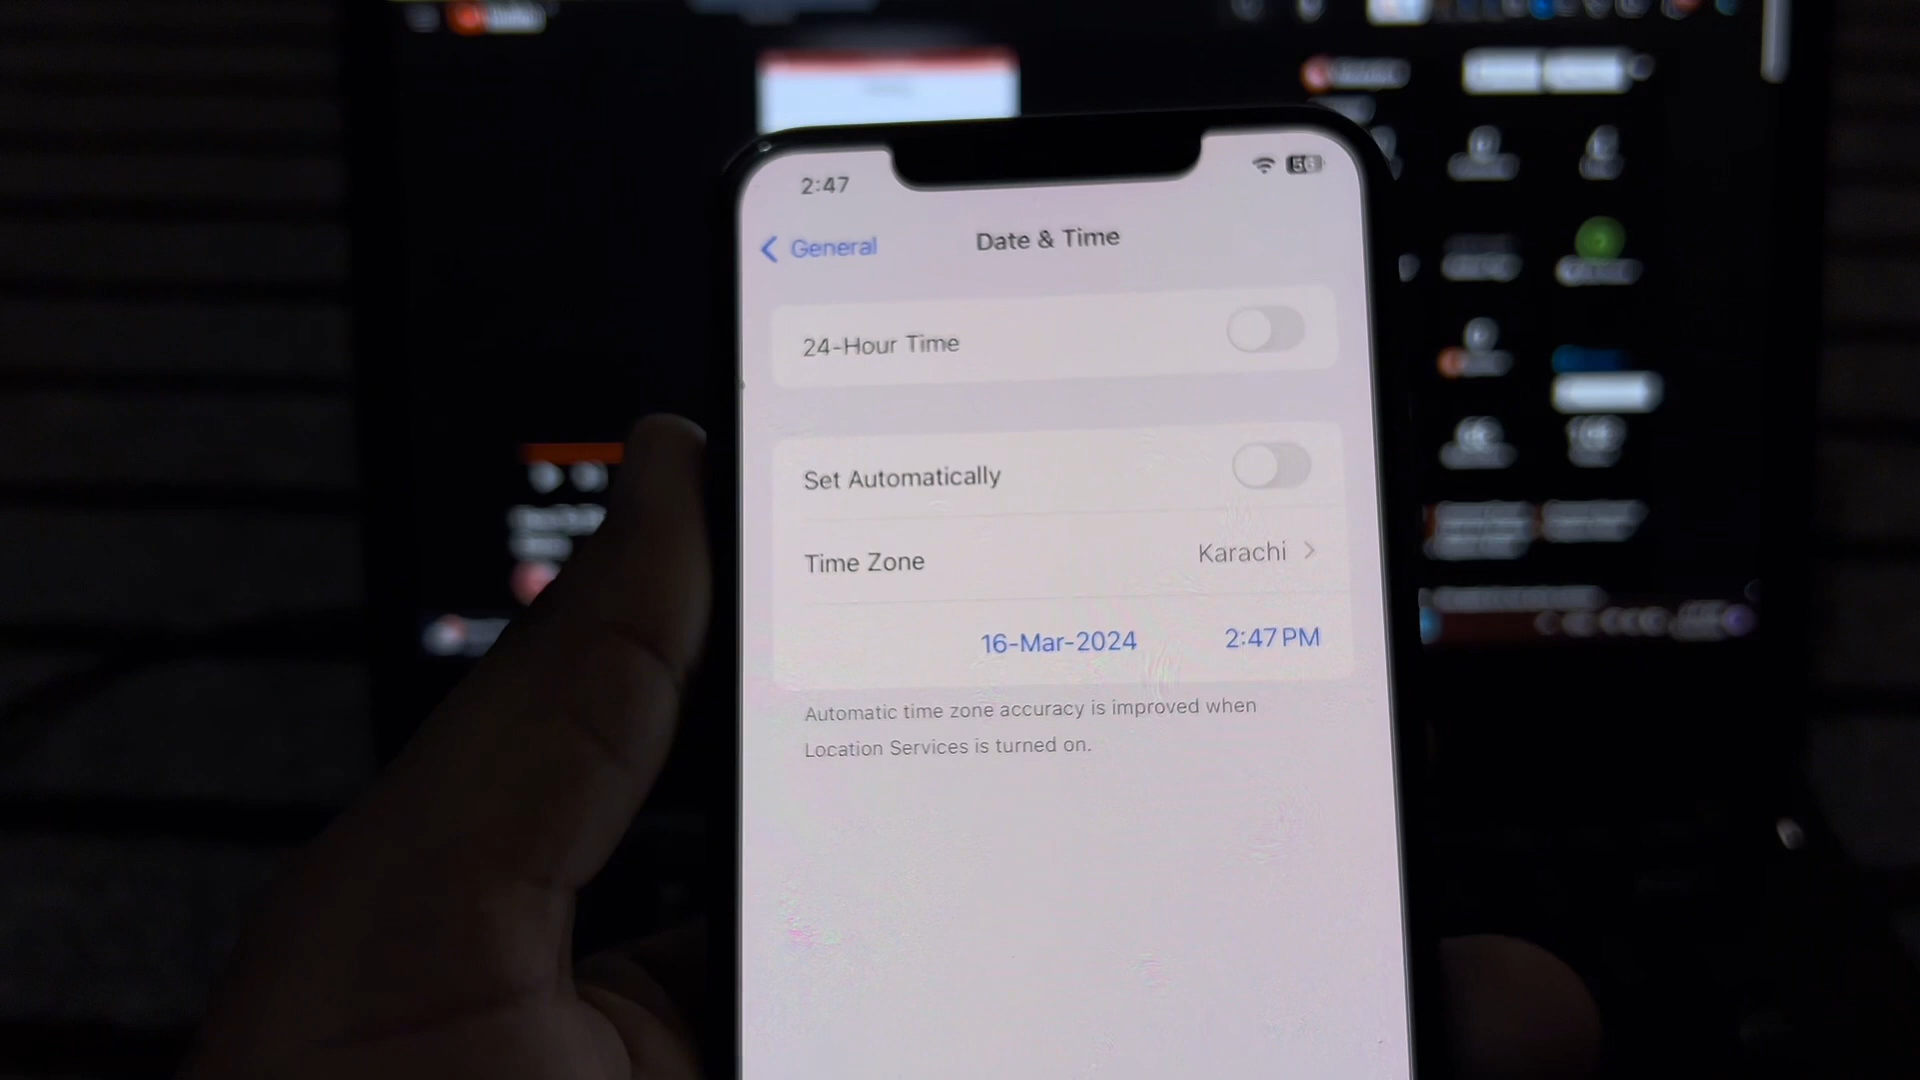 2:47
General
Date & Time
24-Hour Time
Set Automatically
Time Zone
Karachi
16-Mar-2024
2:47 PM
Automatic time zone accuracy is improved when
Location Services is turned on.